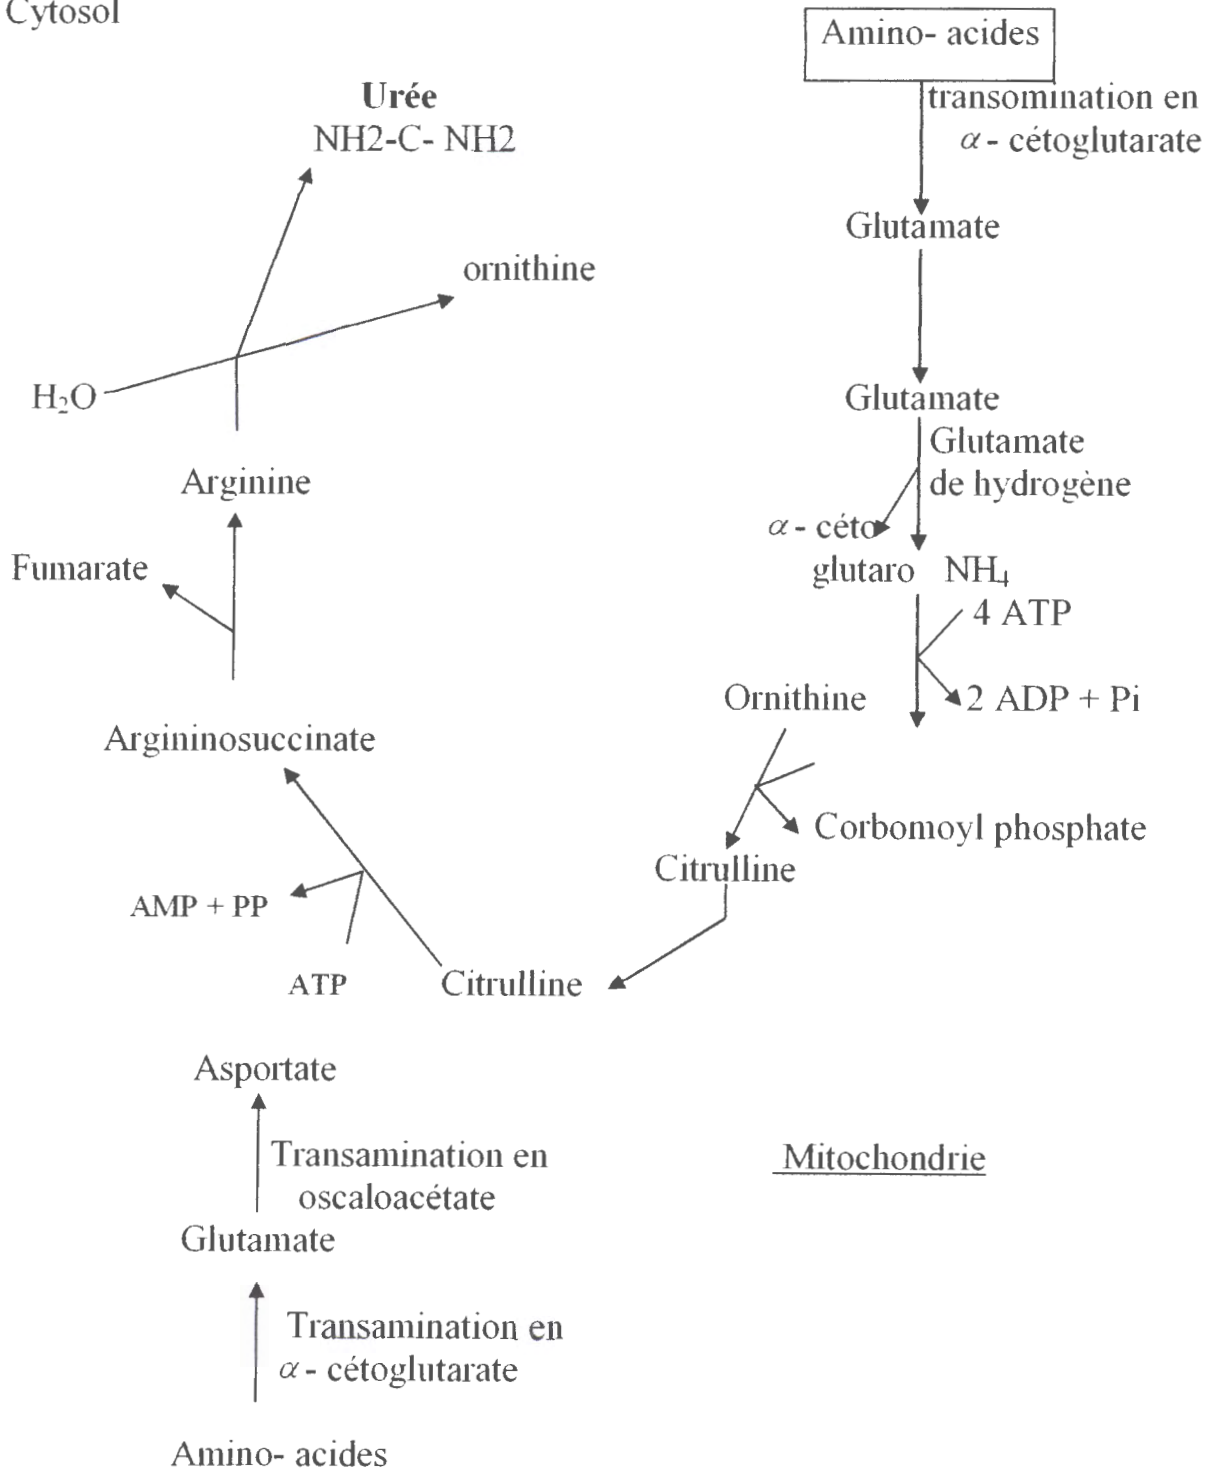 Cytosol
Amino- acides
transomination en
α - cétoglutarate
Urée
NH2-C- NH2
Glutamate
ornithine
H₂O
Glutamate
Glutamate
de hydrogène
Arginine
α - céto
glutaro NH₄
Fumarate
4 ATP
2 ADP + Pi
Ornithine
Argininosuccinate
Corbomoyl phosphate
Citrulline
AMP + PP
ATP
Citrulline
Asportate
Transamination en
oscaloacétate
Mitochondrie
Glutamate
Transamination en
α - cétoglutarate
Amino- acides